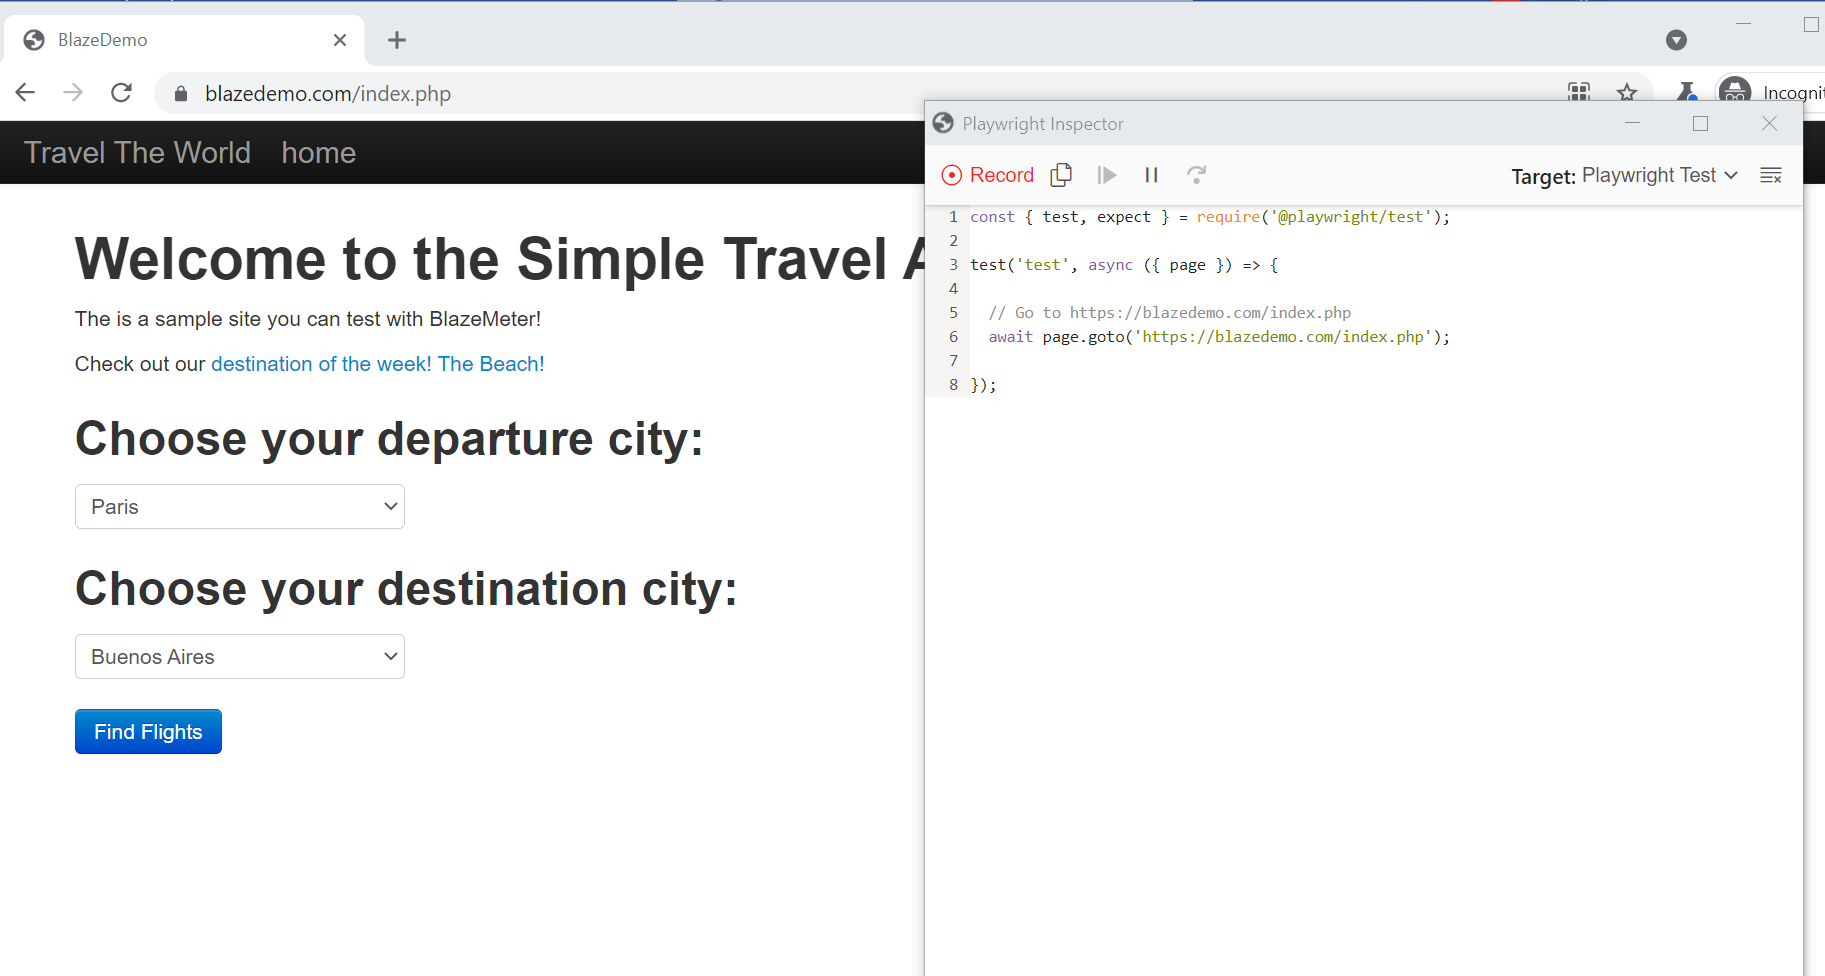 BlazeDemo
blazedemo.com/index.php
Incogni
Travel The World home
Welcome to the Simple Travel A
The is a sample site you can test with BlazeMeter!
Check out our destination of the week! The Beach!
Choose your departure city:
Paris
Choose your destination city:
Buenos Aires
Find Flights
Playwright Inspector
Record
Target: Playwright Test
1 const { test, expect } = require('@playwright/test');
2
3 test('test', async ({ page }) => {
4
5 // Go to https://blazedemo.com/index.php
6 await page.goto('https://blazedemo.com/index.php');
7
8 });